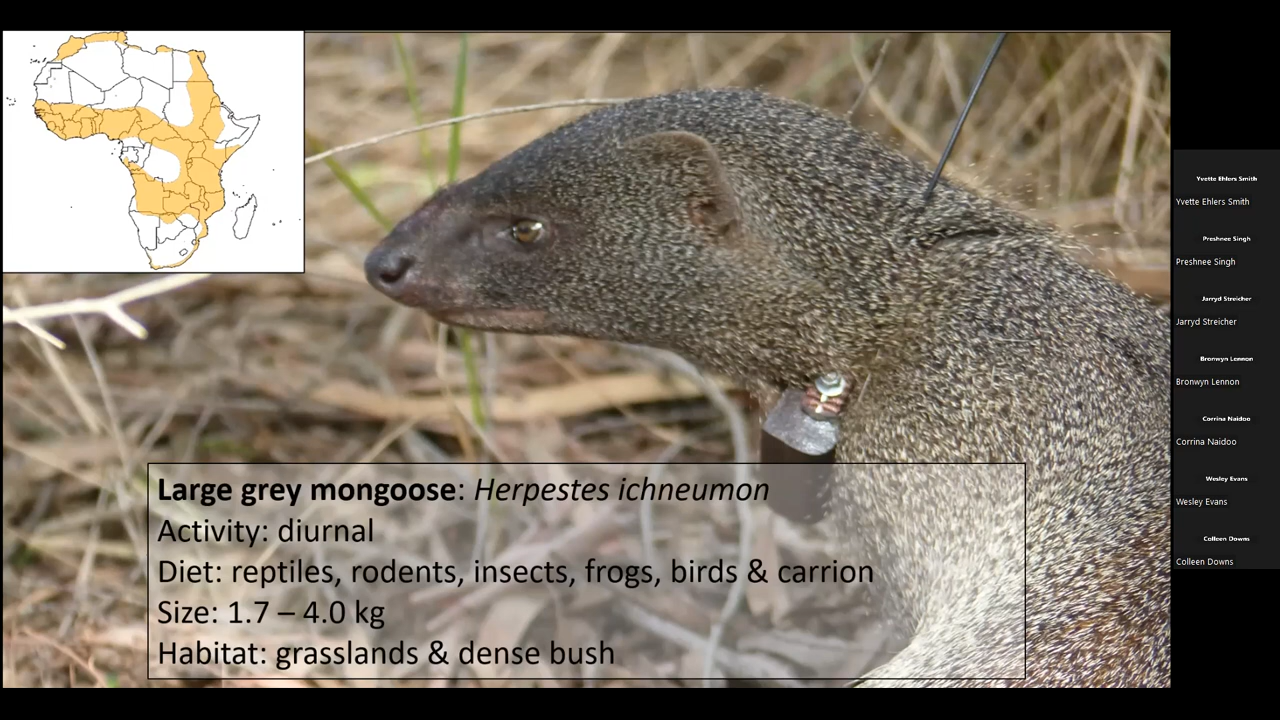 Large grey mongoose: Herpestes ichneumon
Activity: diurnal
Diet: reptiles, rodents, insects, frogs, birds & carrion
Size: 1.7 – 4.0 kg
Habitat: grasslands & dense bush
Yvette Ehlers Smith
Yvette Ehlers Smith
Preshnee Singh
Preshnee Singh
Jarryd Streicher
Jarryd Streicher
Bronwyn Lennon
Bronwyn Lennon
Corrina Naidoo
Corrina Naidoo
Wesley Evans
Wesley Evans
Colleen Downs
Colleen Downs